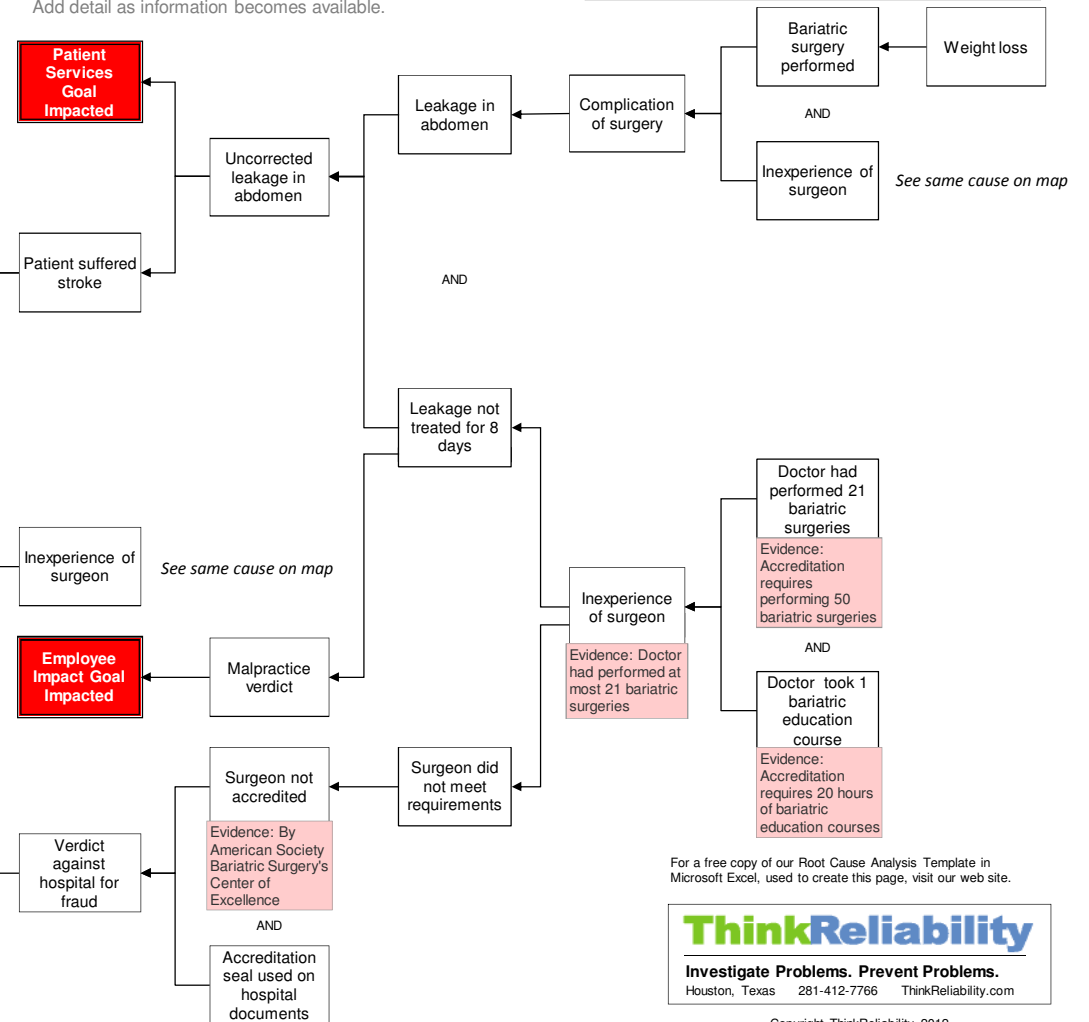 Add detail as information becomes available.
Patient
Services
Goal
Impacted
Uncorrected
leakage in
abdomen
Patient suffered
stroke
Leakage in
abdomen
Complication
of surgery
Bariatric
surgery
performed
Weight loss
AND
Inexperience of
surgeon
See same cause on map
AND
Leakage not
treated for 8
days
Inexperience of
surgeon
See same cause on map
Employee
Impact Goal
Impacted
Malpractice
verdict
Inexperience
of surgeon
Evidence: Doctor
had performed at
most 21 bariatric
surgeries
Doctor had
performed 21
bariatric
surgeries
Evidence:
Accreditation
requires
performing 50
bariatric surgeries
AND
Doctor took 1
bariatric
education
course
Evidence:
Accreditation
requires 20 hours
of bariatric
education courses
Surgeon did
not meet
requirements
Surgeon not
accredited
Evidence: By
American Society
Bariatric Surgery's
Center of
Excellence
AND
Accreditation
seal used on
hospital
documents
Verdict
against
hospital for
fraud
For a free copy of our Root Cause Analysis Template in
Microsoft Excel, used to create this page, visit our web site.
ThinkReliability
Investigate Problems. Prevent Problems.
Houston, Texas 281-412-7766 ThinkReliability.com
Copyright ThinkReliability